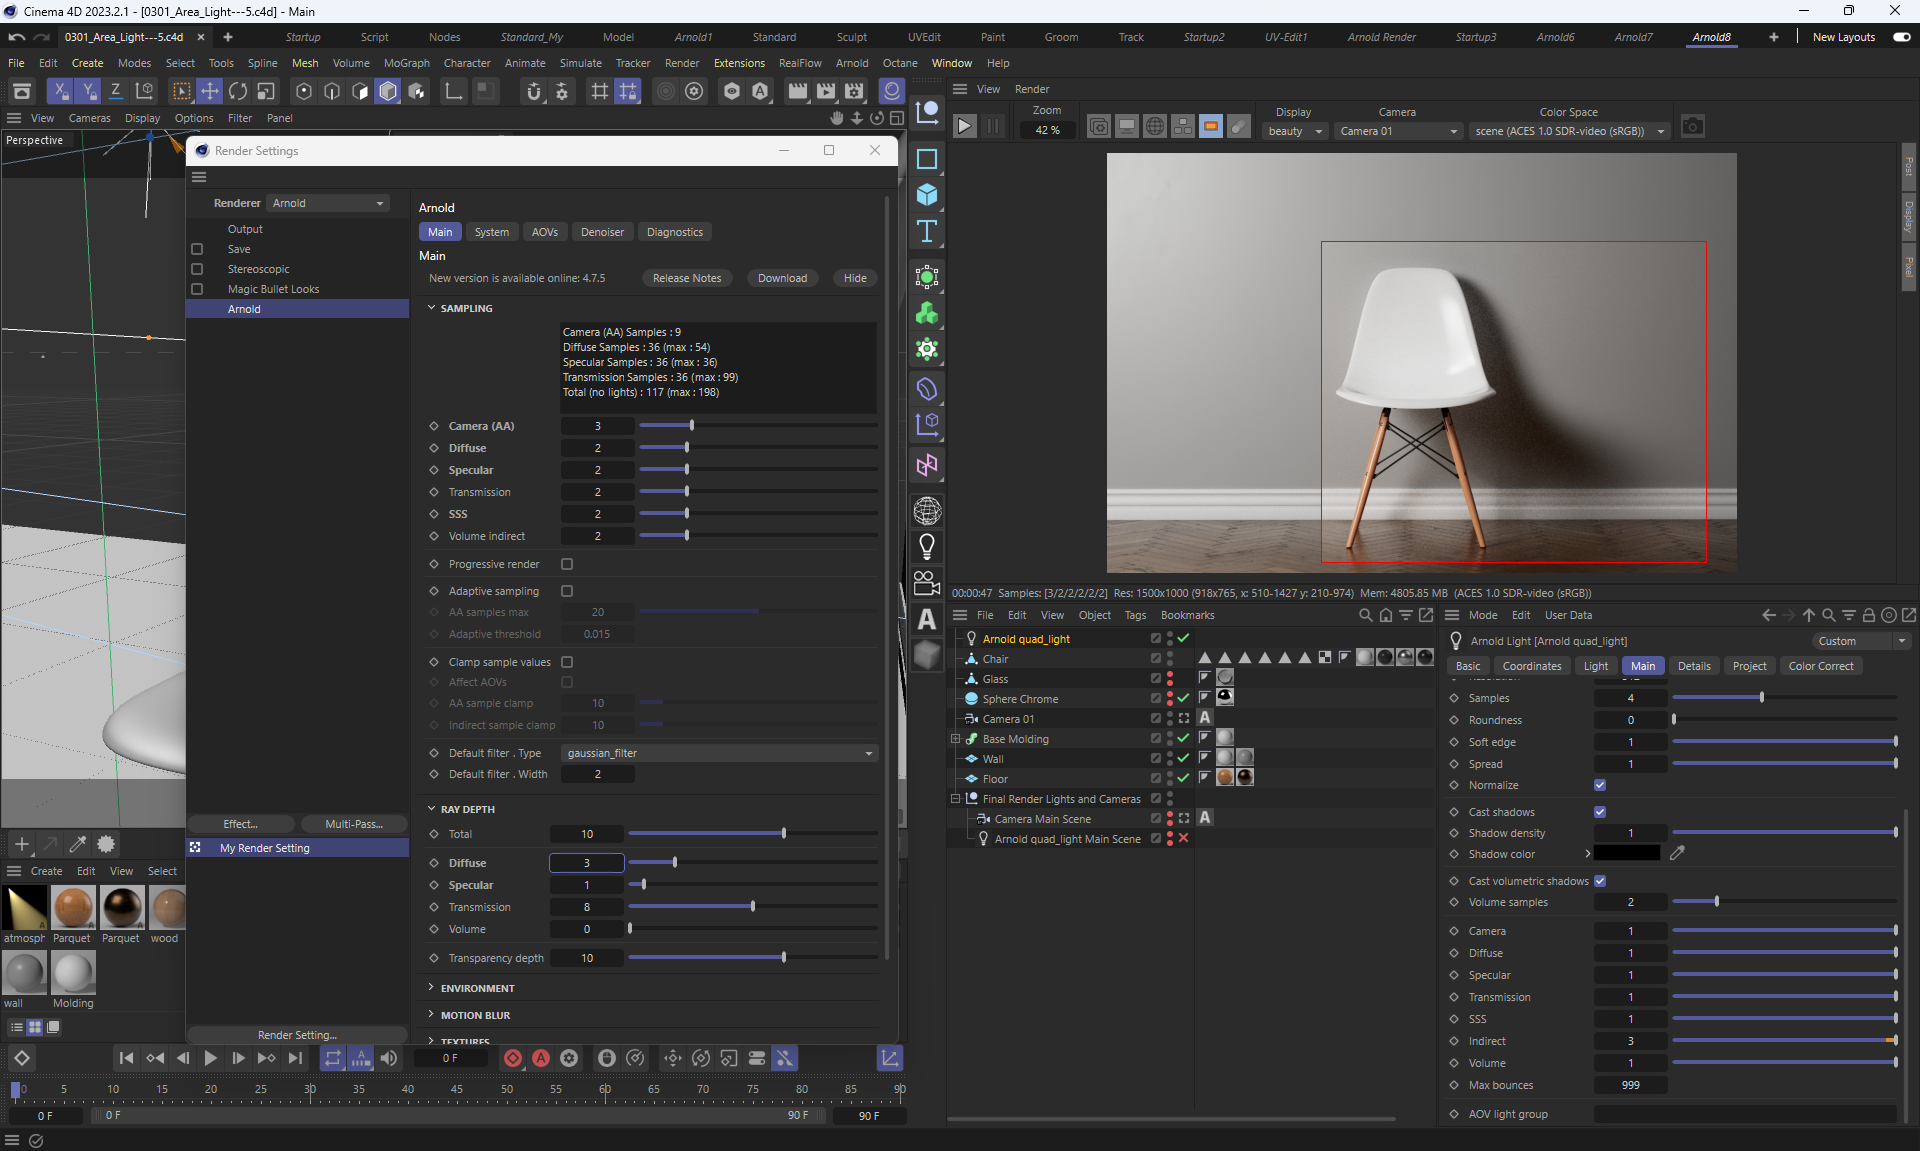 Cinema 4D 2023.2.1 - [0301_Area_Light---5.c4d] - Main
0301_Area_Light---5.c4d
Startup Script Nodes Standard_My Model Arnold1 Standard Sculpt UVEdit Paint Groom Track Startup2 UV-Edit1 Arnold Render Startup3 Arnold6 Arnold7 Arnold8 New Layouts
File Edit Create Modes Select Tools Spline Mesh Volume MoGraph Character Animate Simulate Tracker Render Extensions RealFlow Arnold Octane Window Help
View Cameras Display Options Filter Panel
Perspective
Render Settings
Renderer Arnold
Output
Save
Stereoscopic
Magic Bullet Looks
Arnold
Effect...
Multi-Pass...
My Render Setting
Render Setting...
Arnold
Main System AOVs Denoiser Diagnostics
Main
New version is available online: 4.7.5 Release Notes Download Hide
SAMPLING
Camera (AA) Samples : 9
Diffuse Samples : 36 (max : 54)
Specular Samples : 36 (max : 36)
Transmission Samples : 36 (max : 99)
Total (no lights) : 117 (max : 198)
Camera (AA) 3
Diffuse 2
Specular 2
Transmission 2
SSS 2
Volume indirect 2
Progressive render
Adaptive sampling
AA samples max 20
Adaptive threshold 0.015
Clamp sample values
Affect AOVs
AA sample clamp 10
Indirect sample clamp 10
Default filter . Type gaussian_filter
Default filter . Width 2
RAY DEPTH
Total 10
Diffuse 3
Specular 1
Transmission 8
Volume 0
Transparency depth 10
ENVIRONMENT
MOTION BLUR
TEXTURES
Create Edit View Select
atmosph Parquet Parquet wood
wall Molding
0 F
0 5 10 15 20 25 30 35 40 45 50 55 60 65 70 75 80 85 90
0 F 0 F 90 F 90 F
View Render
Zoom
42 %
Display
beauty
Camera
Camera 01
Color Space
scene (ACES 1.0 SDR-video (sRGB))
Post
Display
Pixel
00:00:47 Samples: [3/2/2/2/2/2] Res: 1500x1000 (918x765, x: 510-1427 y: 210-974) Mem: 4805.85 MB (ACES 1.0 SDR-video (sRGB))
File Edit View Object Tags Bookmarks
Arnold quad_light
Chair
Glass
Sphere Chrome
Camera 01
Base Molding
Wall
Floor
Final Render Lights and Cameras
Camera Main Scene
Arnold quad_light Main Scene
Mode Edit User Data
Arnold Light [Arnold quad_light] Custom
Basic Coordinates Light Main Details Project Color Correct
Samples 4
Roundness 0
Soft edge 1
Spread 1
Normalize
Cast shadows
Shadow density 1
Shadow color
Cast volumetric shadows
Volume samples 2
Camera 1
Diffuse 1
Specular 1
Transmission 1
SSS 1
Indirect 3
Volume 1
Max bounces 999
AOV light group